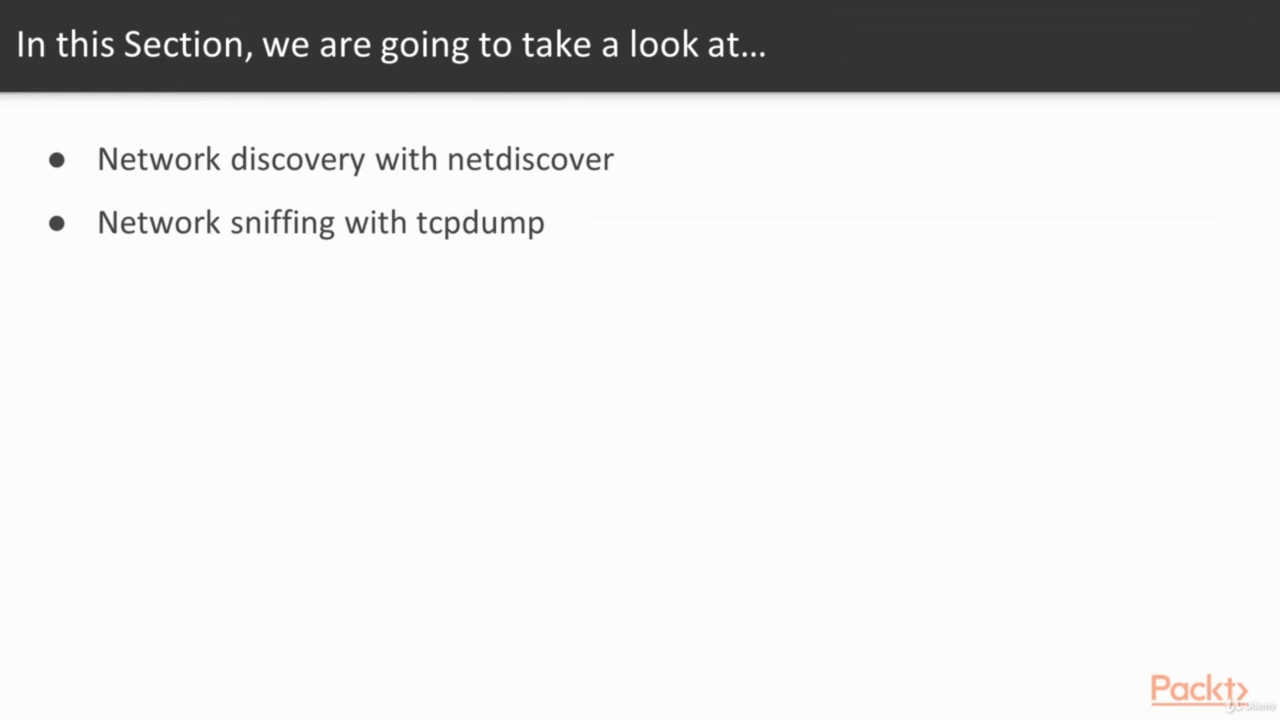 In this Section, we are going to take a look at...
● Network discovery with netdiscover
● Network sniffing with tcpdump
Packt>
Udemy